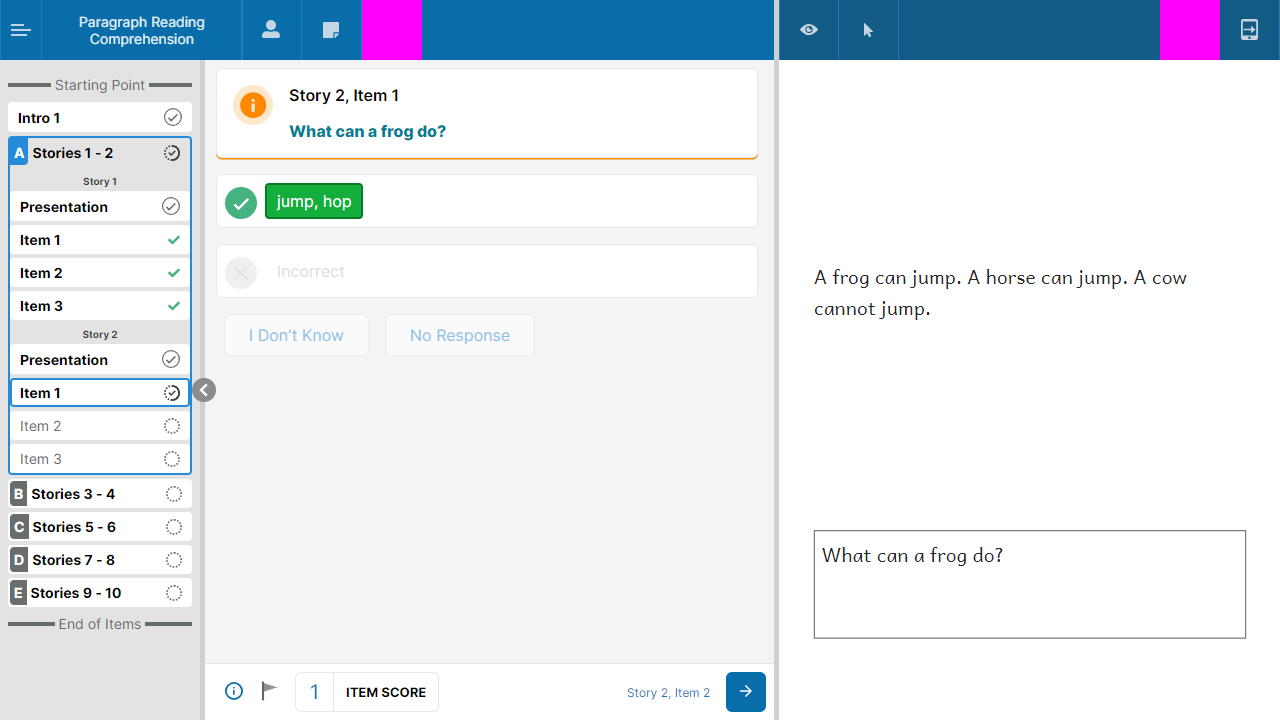 Paragraph Reading
Comprehension
Starting Point
Intro 1
A Stories 1 - 2
Story 1
Presentation
Item 1
Item 2
Item 3
Story 2
Presentation
Item 1
Item 2
Item 3
B Stories 3 - 4
C Stories 5 - 6
D Stories 7 - 8
E Stories 9 - 10
End of Items
Story 2, Item 1
What can a frog do?
jump, hop
Incorrect
I Don't Know
No Response
1 ITEM SCORE
Story 2, Item 2
A frog can jump. A horse can jump. A cow
cannot jump.
What can a frog do?